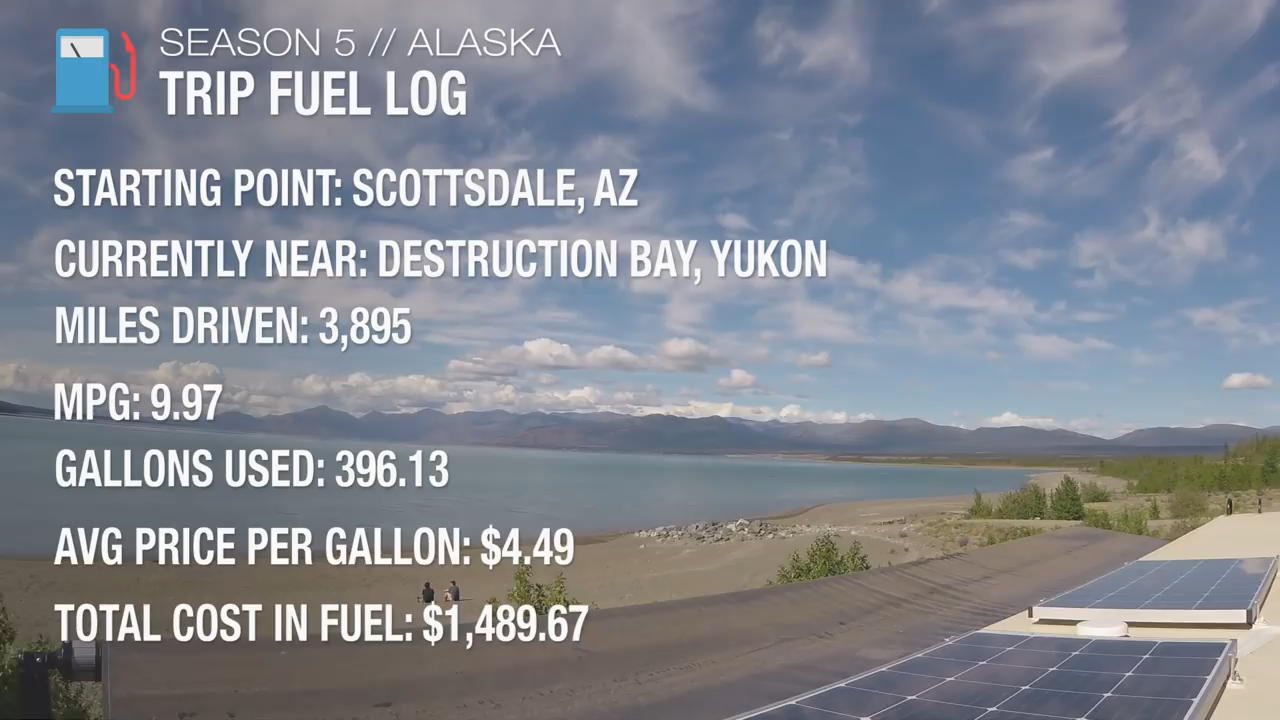 SEASON 5 // ALASKA
TRIP FUEL LOG
STARTING POINT: SCOTTSDALE, AZ
CURRENTLY NEAR: DESTRUCTION BAY, YUKON
MILES DRIVEN: 3,895
MPG: 9.97
GALLONS USED: 396.13
AVG PRICE PER GALLON: $4.49
TOTAL COST IN FUEL: $1,489.67